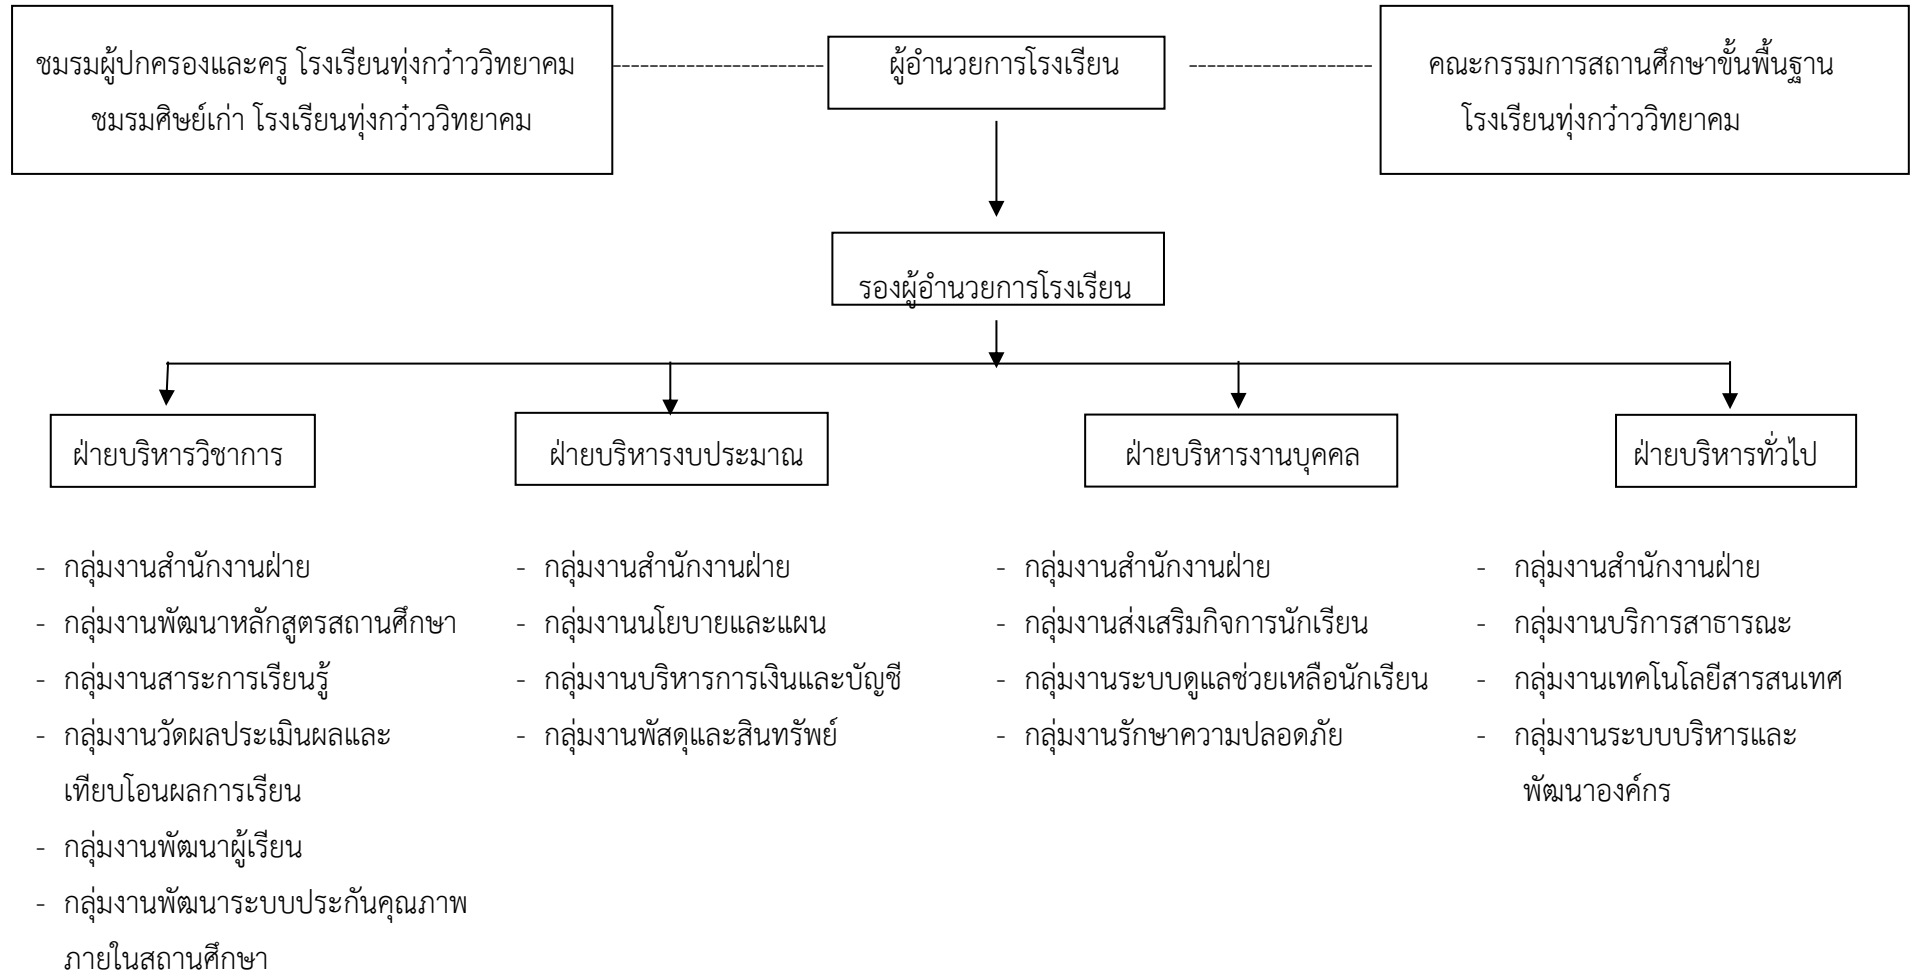 ชมรมผู้ปกครองและครู โรงเรียนทุ่งกว๋าววิทยาคม
ชมรมศิษย์เก่า โรงเรียนทุ่งกว๋าววิทยาคม
ผู้อำนวยการโรงเรียน
คณะกรรมการสถานศึกษาขั้นพื้นฐาน
โรงเรียนทุ่งกว๋าววิทยาคม
รองผู้อำนวยการโรงเรียน
ฝ่ายบริหารวิชาการ
- กลุ่มงานสำนักงานฝ่าย
- กลุ่มงานพัฒนาหลักสูตรสถานศึกษา
- กลุ่มงานสาระการเรียนรู้
- กลุ่มงานวัดผลประเมินผลและ
เทียบโอนผลการเรียน
- กลุ่มงานพัฒนาผู้เรียน
- กลุ่มงานพัฒนาระบบประกันคุณภาพ
ภายในสถานศึกษา
ฝ่ายบริหารงบประมาณ
- กลุ่มงานสำนักงานฝ่าย
- กลุ่มงานนโยบายและแผน
- กลุ่มงานบริหารการเงินและบัญชี
- กลุ่มงานพัสดุและสินทรัพย์
ฝ่ายบริหารงานบุคคล
- กลุ่มงานสำนักงานฝ่าย
- กลุ่มงานส่งเสริมกิจการนักเรียน
- กลุ่มงานระบบดูแลช่วยเหลือนักเรียน
- กลุ่มงานรักษาความปลอดภัย
ฝ่ายบริหารทั่วไป
- กลุ่มงานสำนักงานฝ่าย
- กลุ่มงานบริการสาธารณะ
- กลุ่มงานเทคโนโลยีสารสนเทศ
- กลุ่มงานระบบบริหารและ
พัฒนาองค์กร